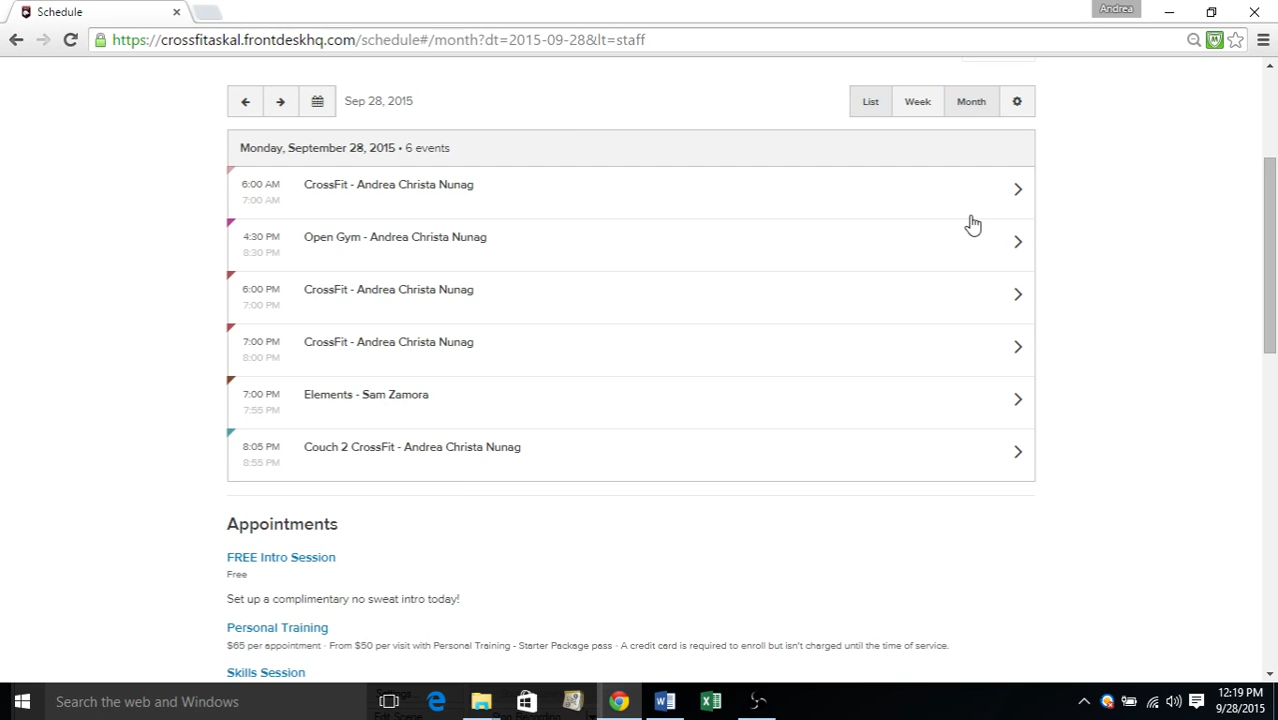 Schedule
Andrea
https://crossfitaskal.frontdeskhq.com/schedule#/month?dt=2015-09-28&lt=staff
Sep 28, 2015
List Week Month
Monday, September 28, 2015 • 6 events
6:00 AM CrossFit - Andrea Christa Nunag
7:00 AM
4:30 PM Open Gym - Andrea Christa Nunag
8:30 PM
6:00 PM CrossFit - Andrea Christa Nunag
7:00 PM
7:00 PM CrossFit - Andrea Christa Nunag
8:00 PM
7:00 PM Elements - Sam Zamora
7:55 PM
8:05 PM Couch 2 CrossFit - Andrea Christa Nunag
8:55 PM
Appointments
FREE Intro Session
Free
Set up a complimentary no sweat intro today!
Personal Training
$65 per appointment · From $50 per visit with Personal Training - Starter Package pass · A credit card is required to enroll but isn't charged until the time of service.
Skills Session
Search the web and Windows
12:19 PM
9/28/2015